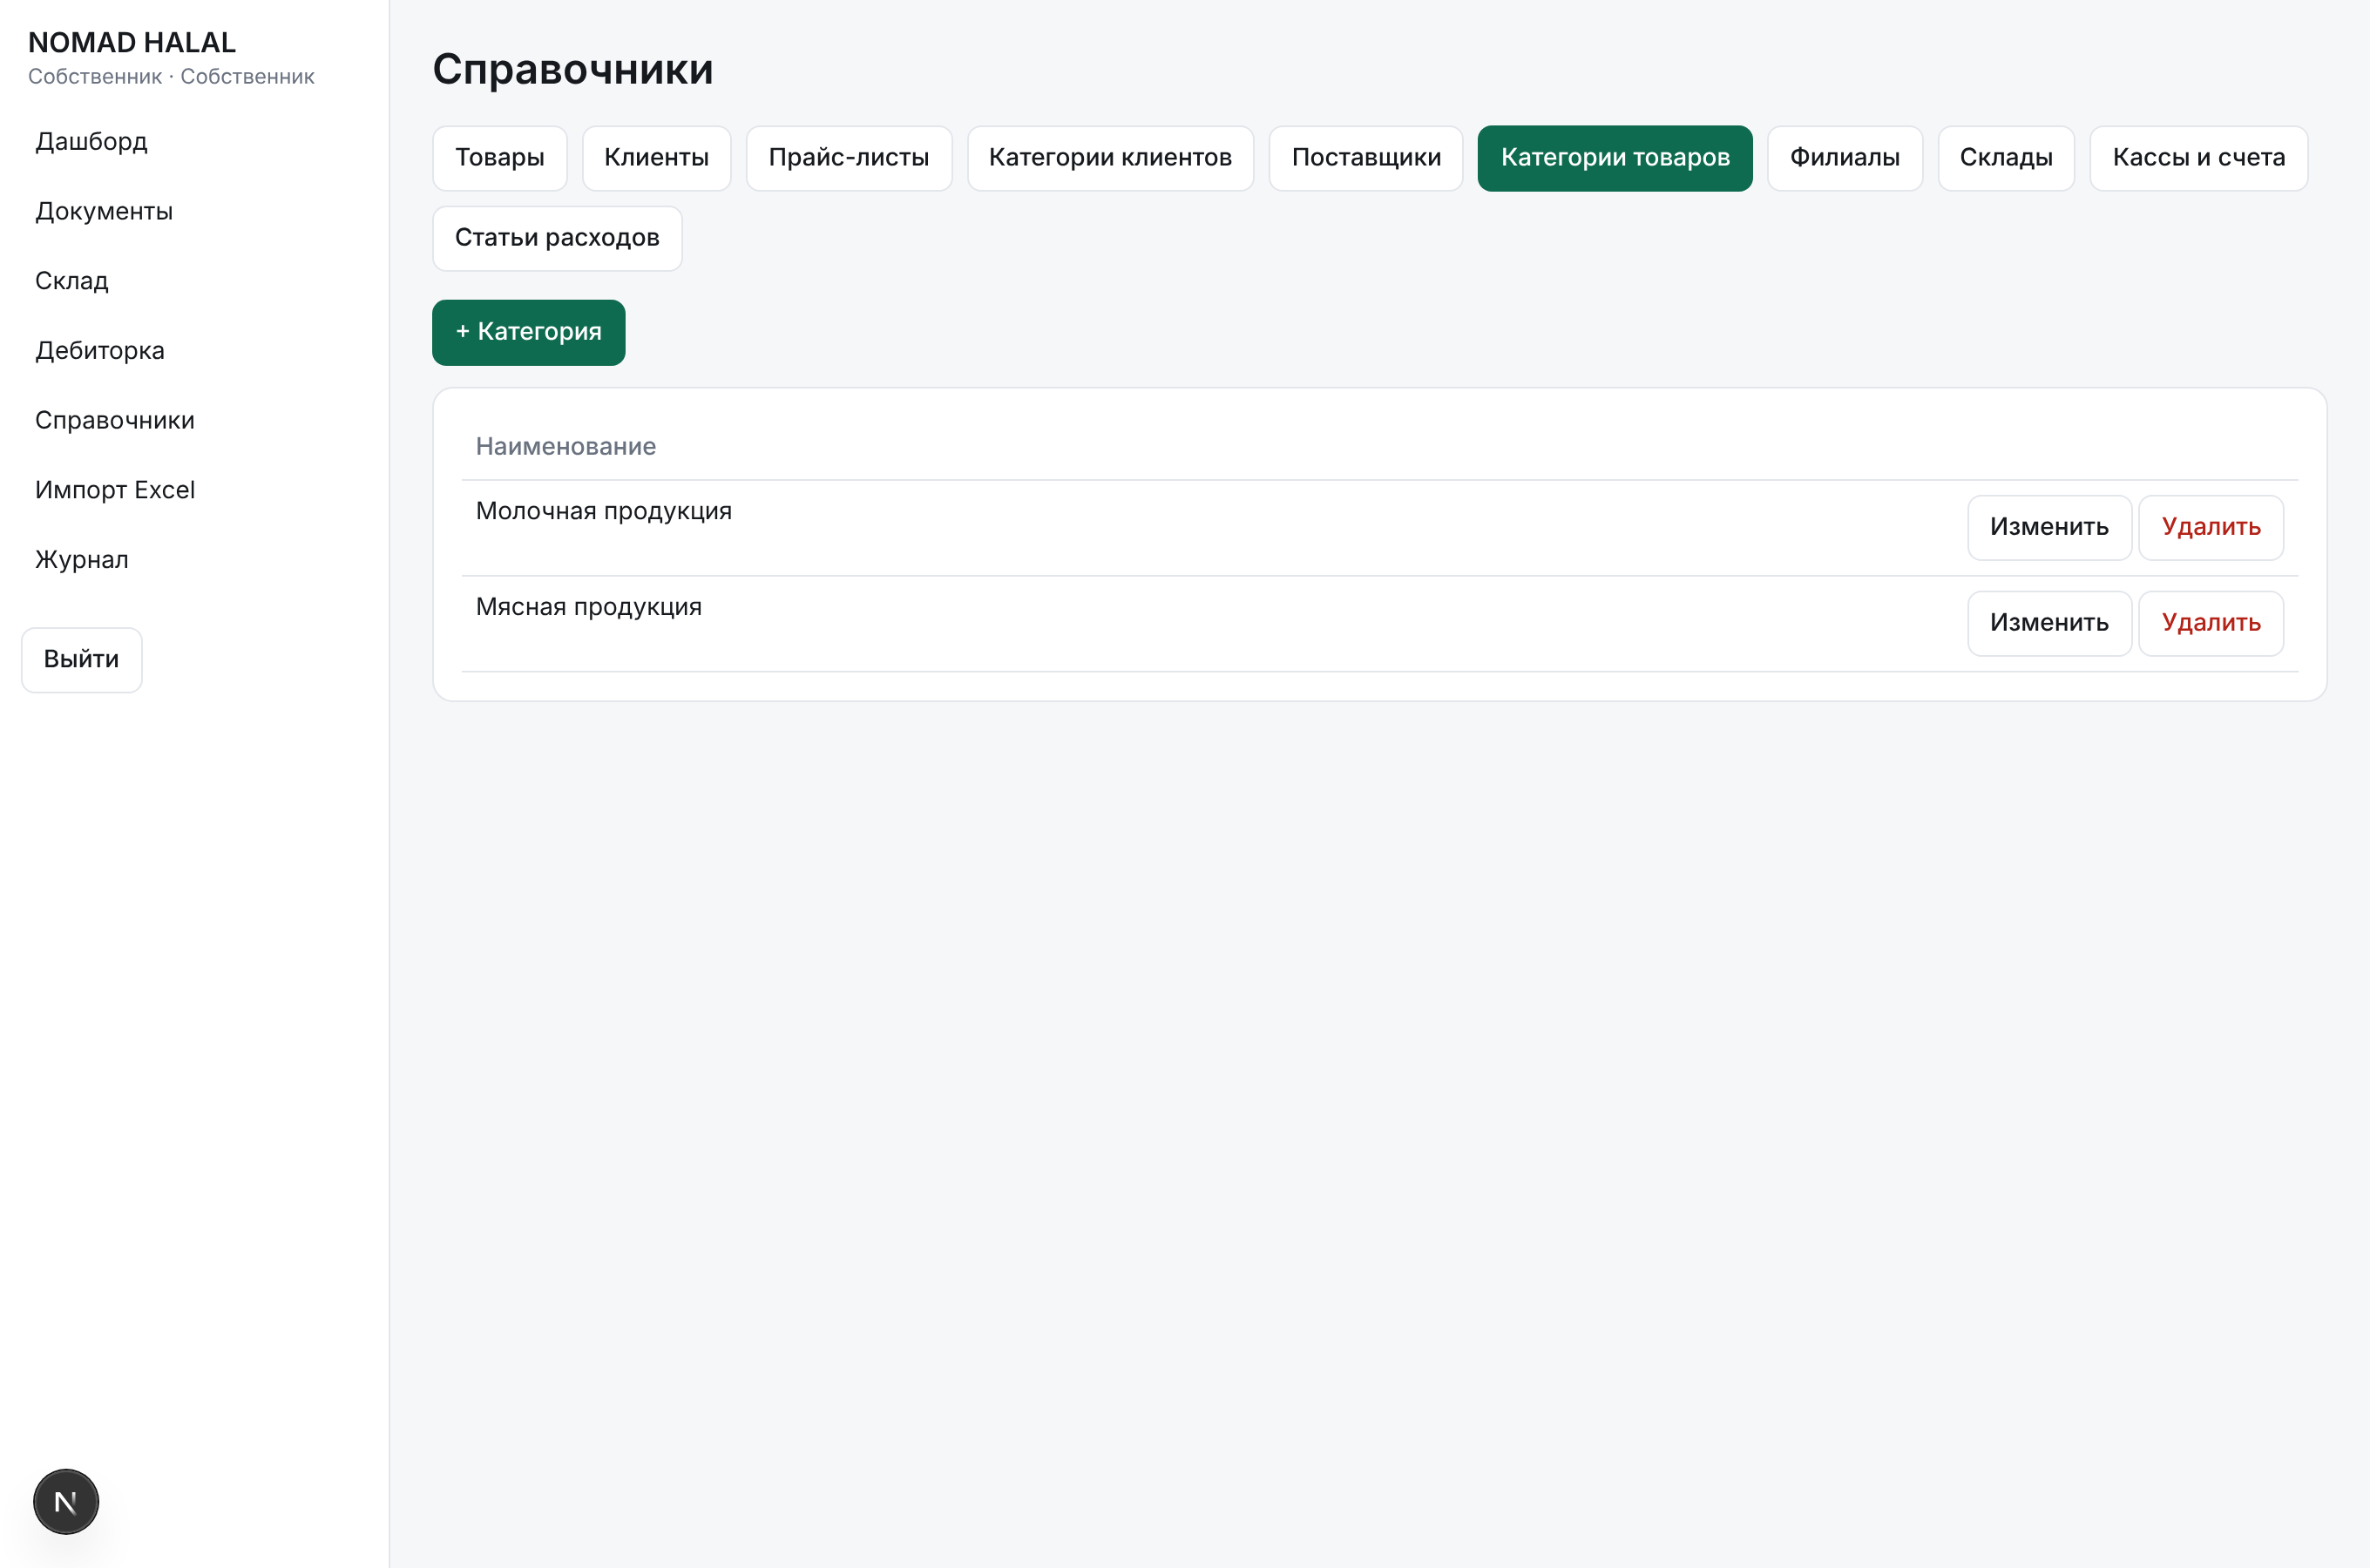 NOMAD HALAL
Собственник · Собственник
Дашборд
Документы
Склад
Дебиторка
Справочники
Импорт Excel
Журнал
Выйти
N
Справочники
Товары Клиенты Прайс-листы Категории клиентов Поставщики Категории товаров Филиалы Склады Кассы и счета
Статьи расходов
+ Категория
Наименование
Молочная продукция Изменить Удалить
Мясная продукция Изменить Удалить